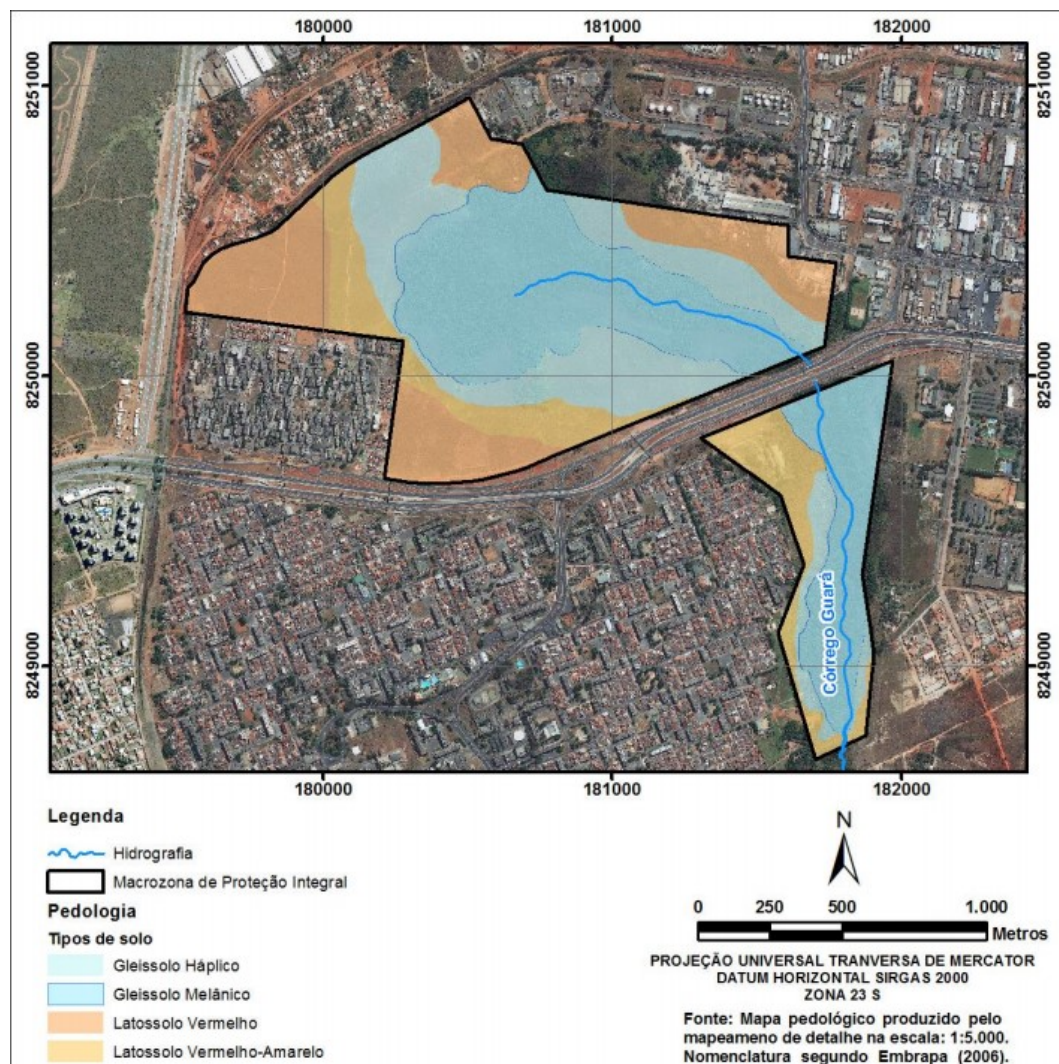 180000 181000 182000
8251000 8251000
8250000 8250000
8249000 8249000
Córrego Guará
180000 181000 182000
Legenda
Hidrografia
Macrozona de Proteção Integral
Pedologia
Tipos de solo
Gleissolo Háplico
Gleissolo Melânico
Latossolo Vermelho
Latossolo Vermelho-Amarelo
N
0 250 500 1.000
Metros
PROJEÇÃO UNIVERSAL TRANVERSA DE MERCATOR
DATUM HORIZONTAL SIRGAS 2000
ZONA 23 S
Fonte: Mapa pedológico produzido pelo
mapeameno de detalhe na escala: 1:5.000.
Nomenclatura segundo Embrapa (2006).